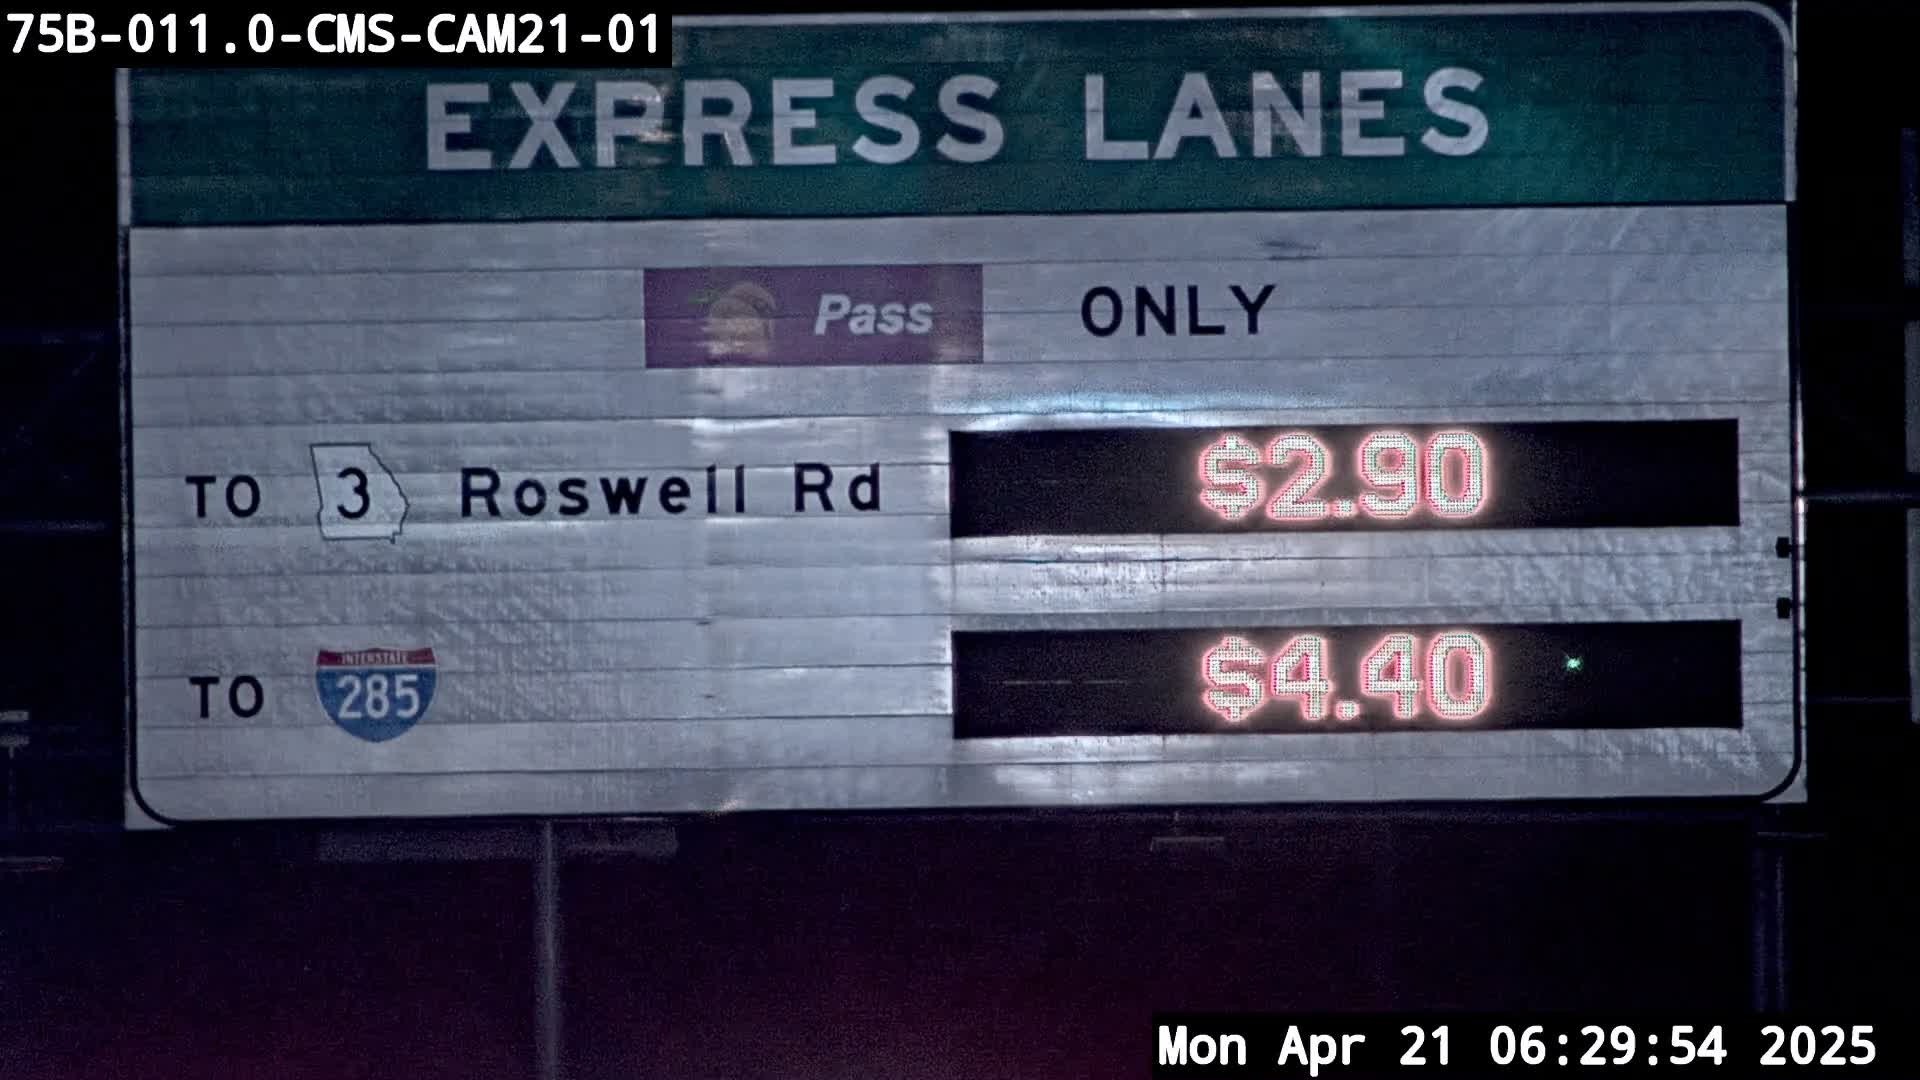 75B-011.0-CMS-CAM21-01
EXPRESS LANES
Pass ONLY
TO 3 Roswell Rd $2.90
INTERSTATE
TO 285 $4.40
Mon Apr 21 06:29:54 2025